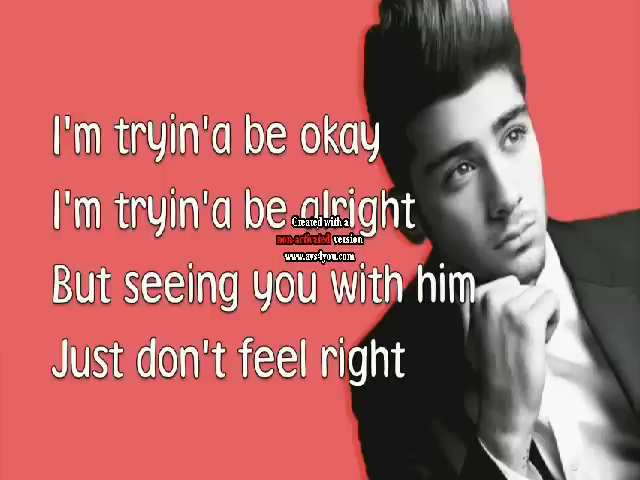 I'm tryin'a be okay
I'm tryin'a be alright
Created with a
non-activated version
www.avs4you.com
But seeing you with him
Just don't feel right